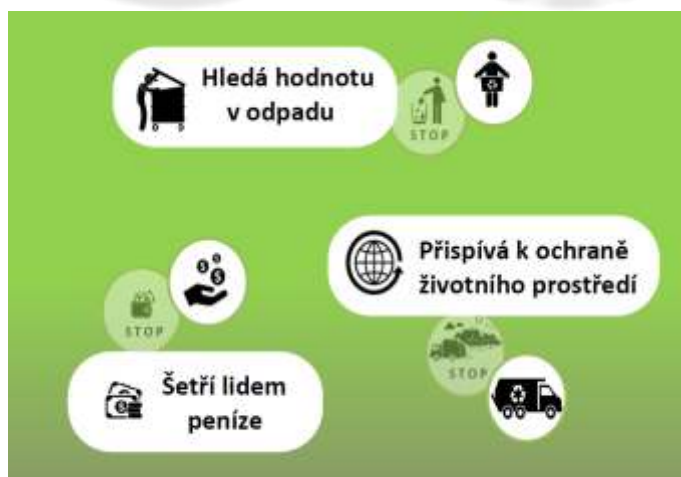 Hledá hodnotu
v odpadu
STOP
Přispívá k ochraně
životního prostředí
STOP
STOP
Šetří lidem
peníze